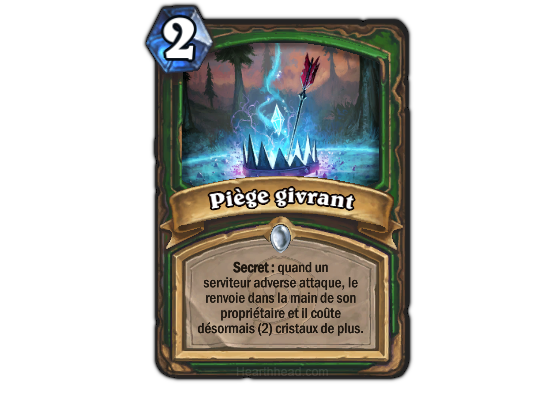 2
Piège givrant
Secret : quand un
serviteur adverse attaque, le
renvoie dans la main de son
propriétaire et il coûte
désormais (2) cristaux de plus.
Hearthhead.com